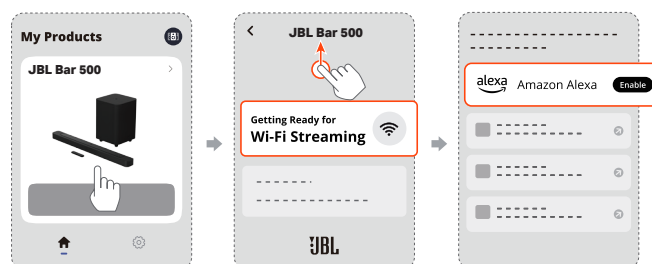 My Products
JBL Bar 500
JBL Bar 500
Getting Ready for
Wi-Fi Streaming
JBL
alexa
Amazon Alexa
Enable